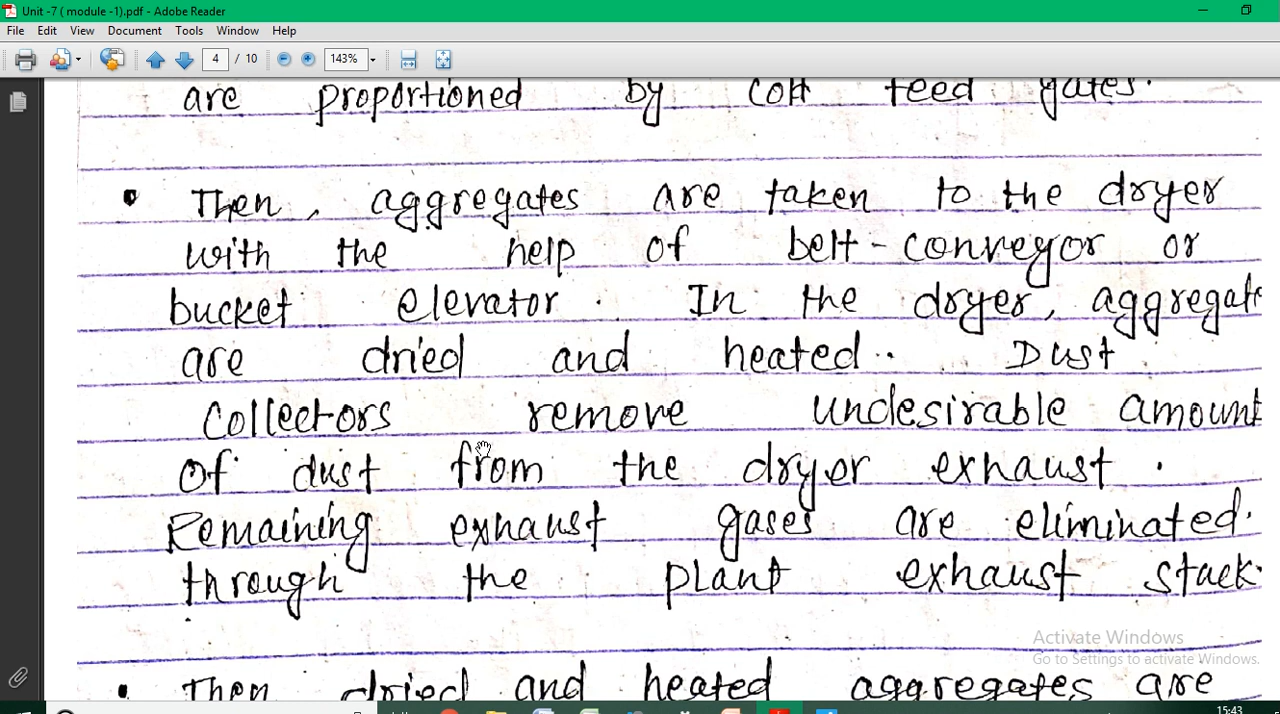 Unit -7 ( module -1).pdf - Adobe Reader
File Edit View Document Tools Window Help
4 / 10 143%
are proportioned by cold feed gates.
• Then, aggregates are taken to the dryer
with the help of belt-conveyor or
bucket elevator. In the dryer, aggregate
are dried and heated.. Dust
Collectors remove undesirable amount
of dust from the dryer exhaust.
Remaining exhaust gases are eliminated.
through the plant exhaust stack.
Activate Windows
Go to Settings to activate Windows.
• Then dried and heated aggregates are
15:43